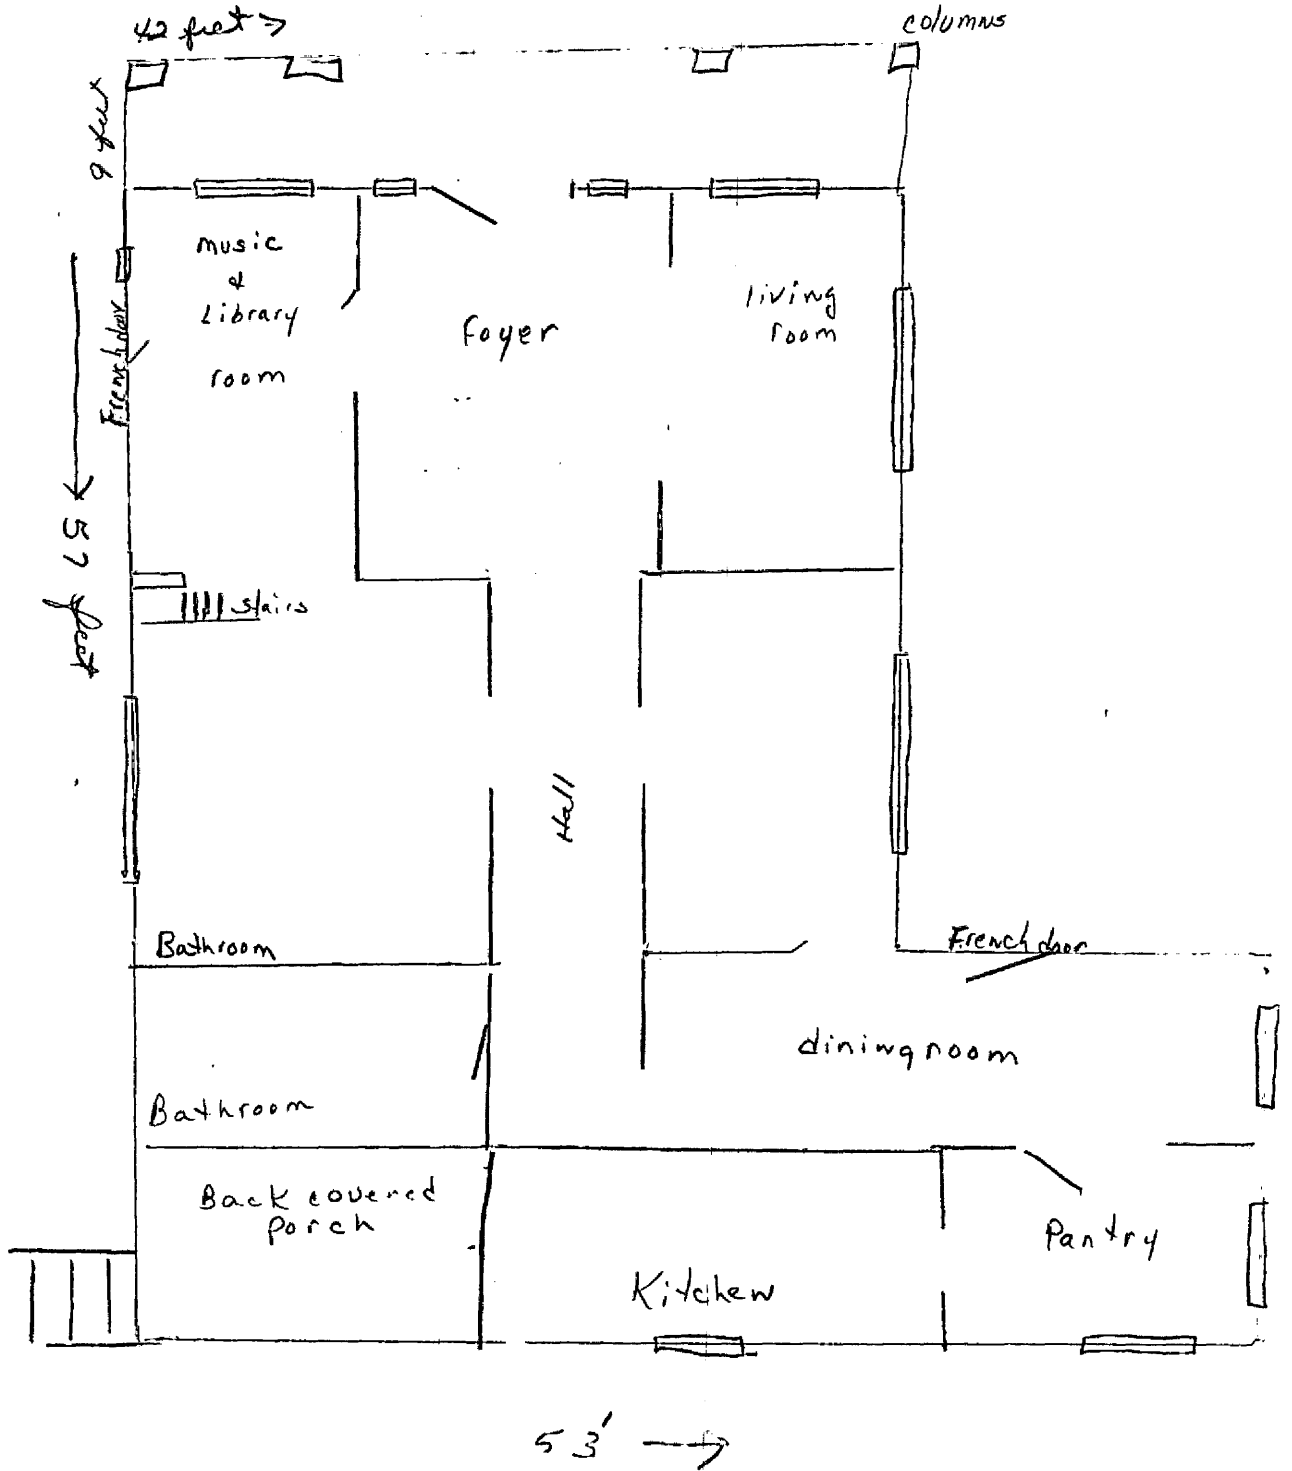 42 feet →
columns
9 feet
music
&
Library
room
Foyer
living
room
French door
57 feet
stairs
Hall
Bathroom
French door
diningroom
Bathroom
Back covered
porch
Pantry
Kitchen
53' →